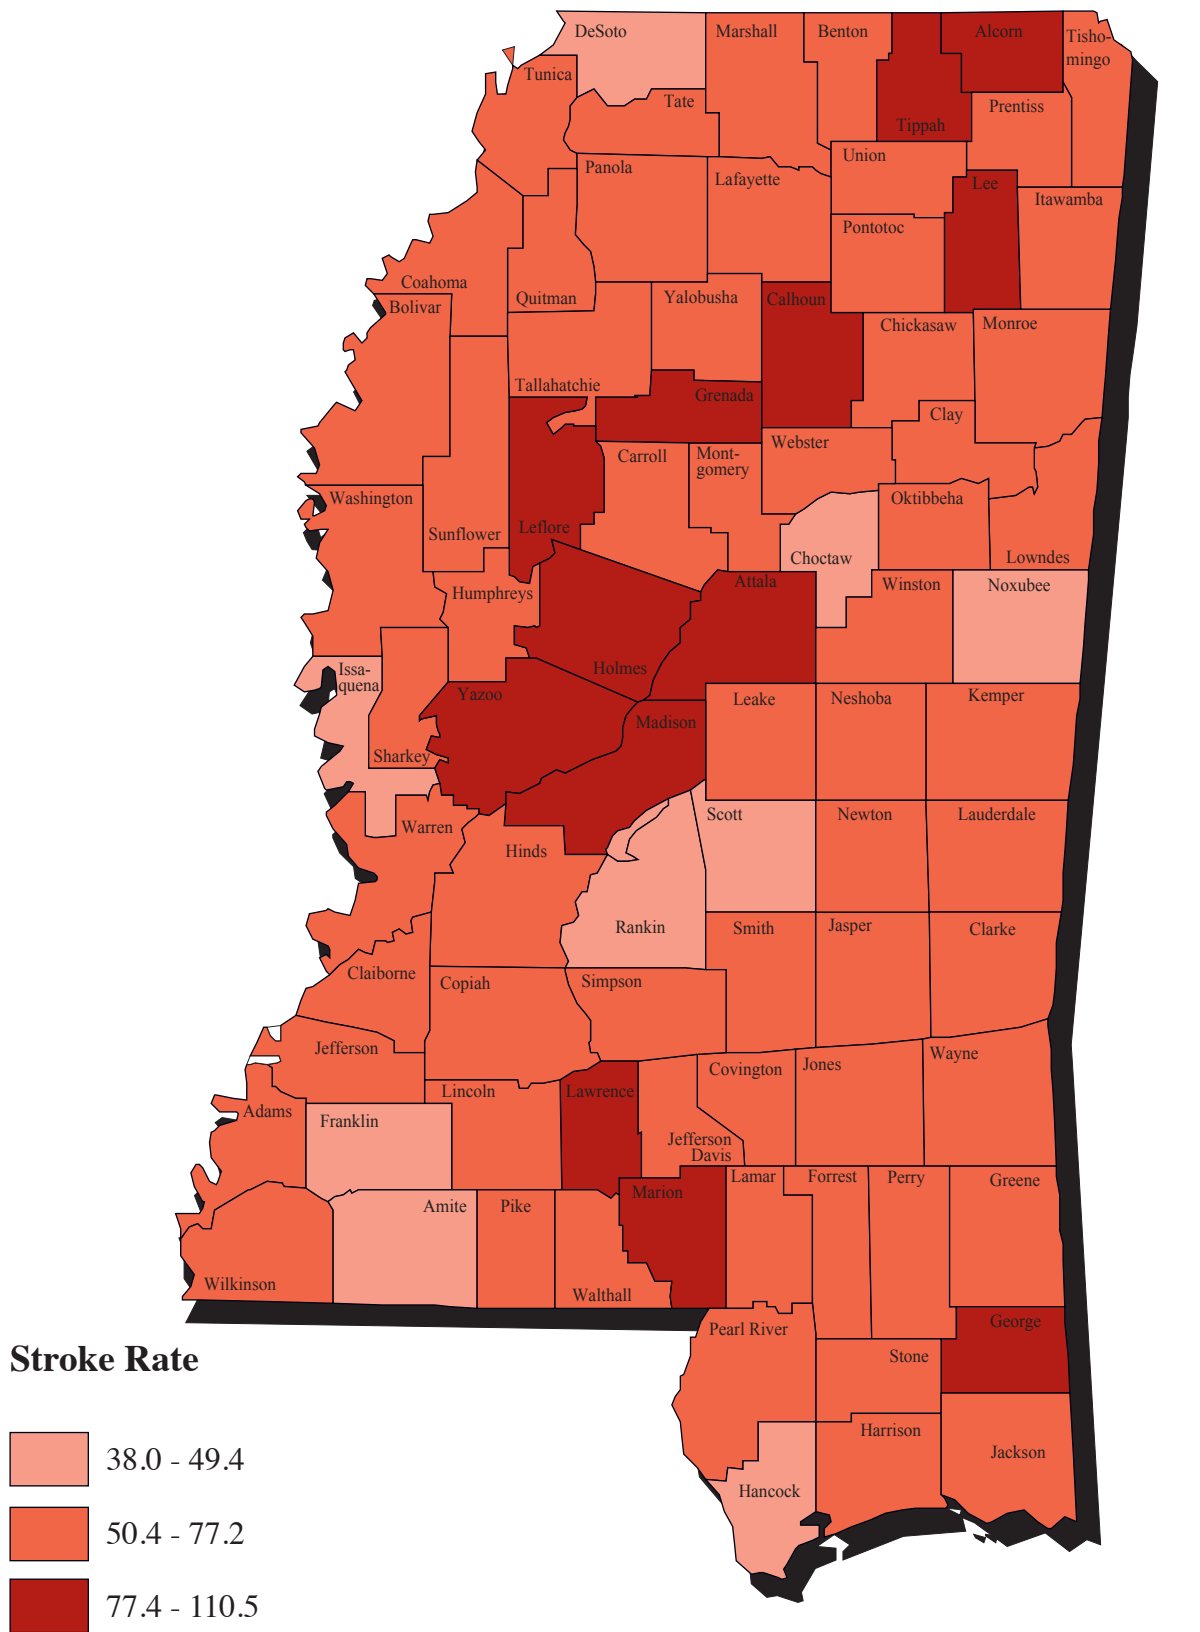 DeSoto
Marshall
Benton
Alcorn
Tisho-
mingo
Tunica
Tate
Prentiss
Tippah
Union
Panola
Lafayette
Lee
Itawamba
Pontotoc
Coahoma
Quitman
Yalobusha
Calhoun
Bolivar
Chickasaw
Monroe
Tallahatchie
Grenada
Clay
Webster
Carroll
Mont-
gomery
Washington
Oktibbeha
Sunflower
Leflore
Choctaw
Lowndes
Attala
Winston
Noxubee
Humphreys
Holmes
Issa-
quena
Yazoo
Leake
Neshoba
Kemper
Madison
Sharkey
Scott
Newton
Lauderdale
Warren
Hinds
Rankin
Smith
Jasper
Clarke
Claiborne
Copiah
Simpson
Jefferson
Covington
Jones
Wayne
Lincoln
Lawrence
Adams
Franklin
Jefferson
Davis
Lamar
Forrest
Perry
Greene
Marion
Amite
Pike
Wilkinson
Walthall
George
Pearl River
Stone
Stroke Rate
Harrison
Jackson
38.0 - 49.4
Hancock
50.4 - 77.2
77.4 - 110.5